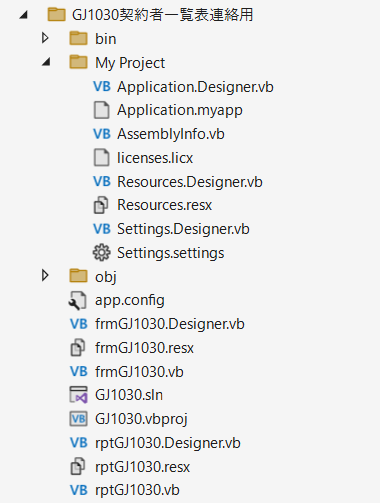 GJ1030契約者一覧表連絡用
bin
My Project
VB Application.Designer.vb
Application.myapp
VB AssemblyInfo.vb
licenses.licx
VB Resources.Designer.vb
Resources.resx
VB Settings.Designer.vb
Settings.settings
obj
app.config
VB frmGJ1030.Designer.vb
frmGJ1030.resx
VB frmGJ1030.vb
GJ1030.sln
VB GJ1030.vbproj
VB rptGJ1030.Designer.vb
rptGJ1030.resx
VB rptGJ1030.vb